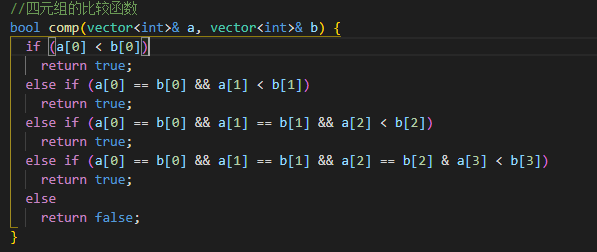 //四元组的比较函数
bool comp(vector<int>& a, vector<int>& b) {
  if (a[0] < b[0])
    return true;
  else if (a[0] == b[0] && a[1] < b[1])
    return true;
  else if (a[0] == b[0] && a[1] == b[1] && a[2] < b[2])
    return true;
  else if (a[0] == b[0] && a[1] == b[1] && a[2] == b[2] & a[3] < b[3])
    return true;
  else
    return false;
}